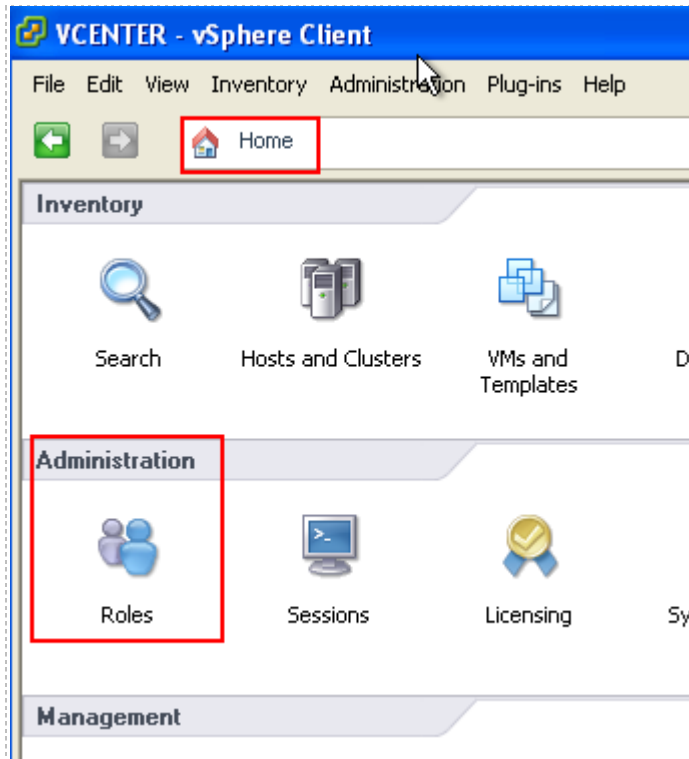 VCENTER - vSphere Client
File Edit View Inventory Administration Plug-ins Help
Home
Inventory
Search Hosts and Clusters VMs and Templates D
Administration
>_
Roles Sessions Licensing Sy
Management